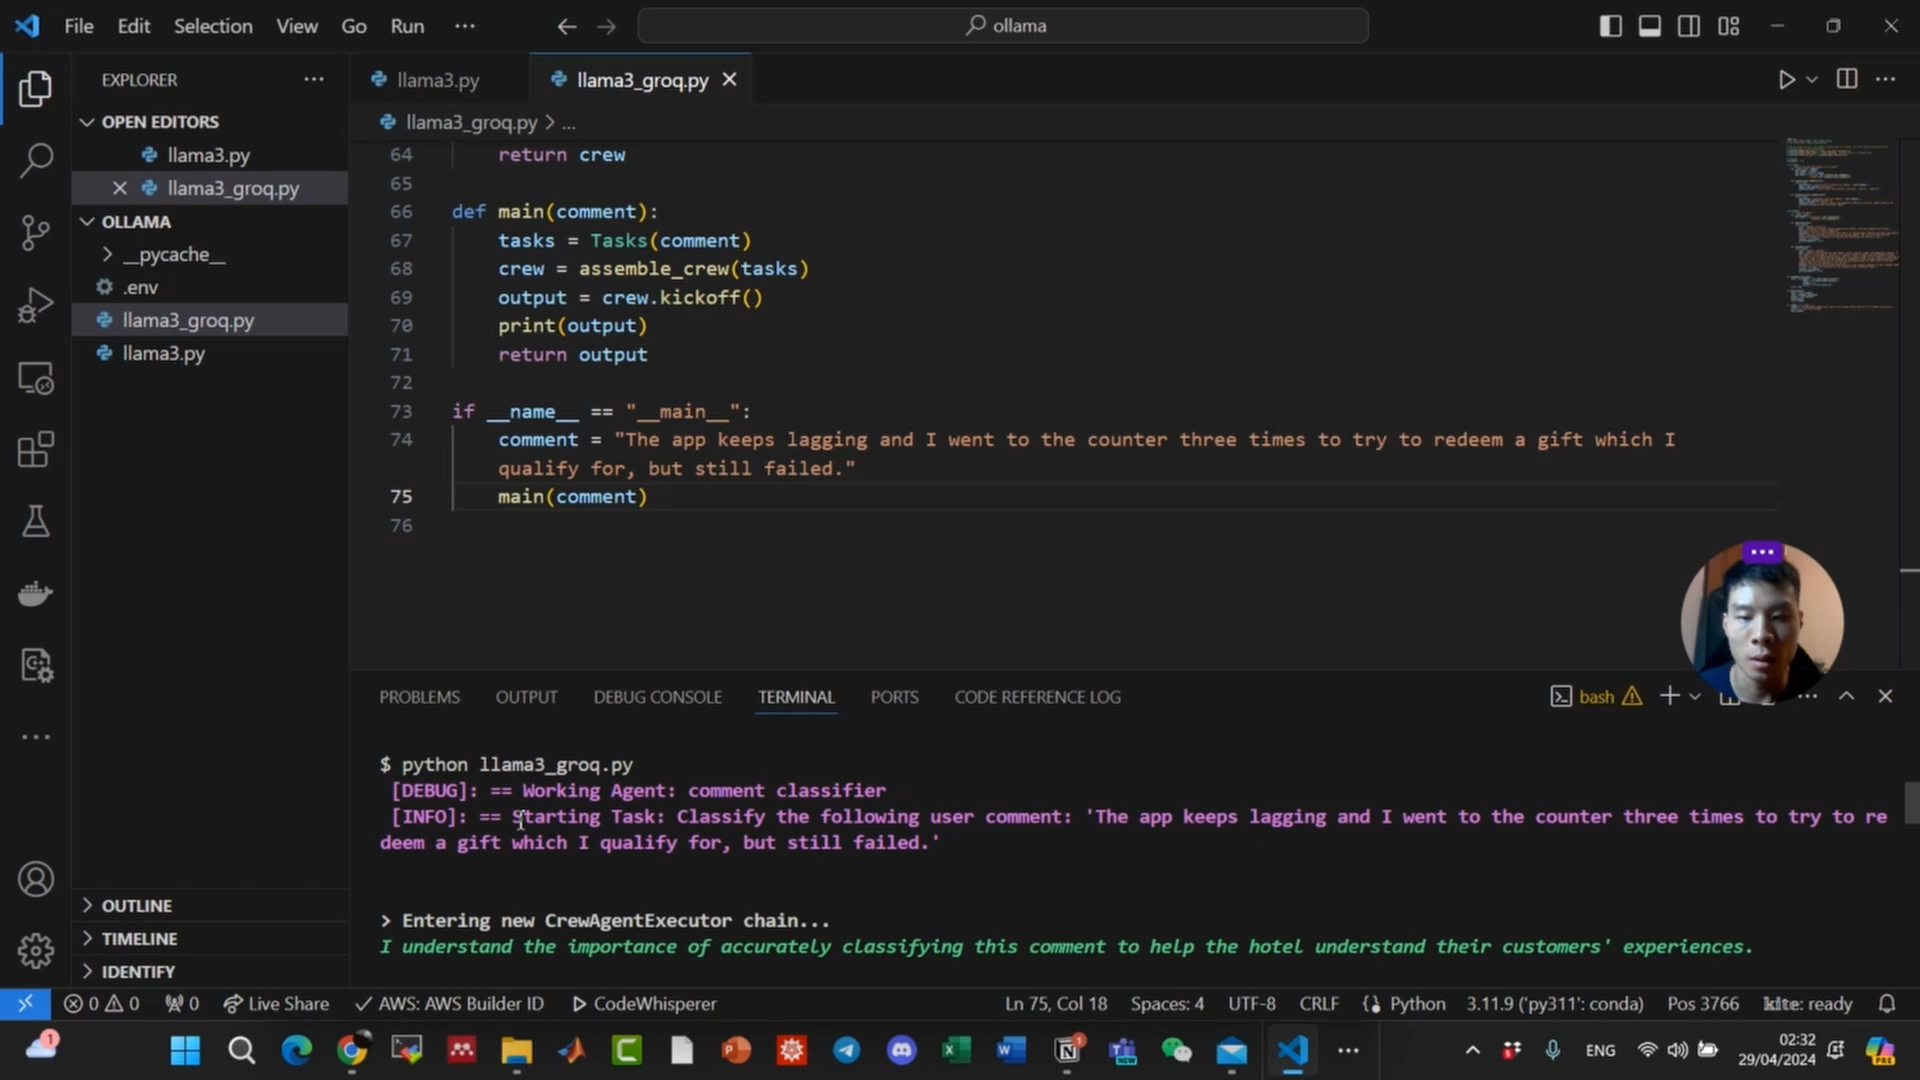 File Edit Selection View Go Run ··· ollama
EXPLORER
OPEN EDITORS
llama3.py
llama3_groq.py
OLLAMA
__pycache__
.env
llama3_groq.py
llama3.py
OUTLINE
TIMELINE
IDENTIFY
llama3.py llama3_groq.py
llama3_groq.py > ...
64 return crew
65
66 def main(comment):
67 tasks = Tasks(comment)
68 crew = assemble_crew(tasks)
69 output = crew.kickoff()
70 print(output)
71 return output
72
73 if __name__ == "__main__":
74 comment = "The app keeps lagging and I went to the counter three times to try to redeem a gift which I
qualify for, but still failed."
75 main(comment)
76
PROBLEMS OUTPUT DEBUG CONSOLE TERMINAL PORTS CODE REFERENCE LOG bash
$ python llama3_groq.py
[DEBUG]: == Working Agent: comment classifier
[INFO]: == Starting Task: Classify the following user comment: 'The app keeps lagging and I went to the counter three times to try to re
deem a gift which I qualify for, but still failed.'
> Entering new CrewAgentExecutor chain...
I understand the importance of accurately classifying this comment to help the hotel understand their customers' experiences.
0 0 0 Live Share AWS: AWS Builder ID CodeWhisperer Ln 75, Col 18 Spaces: 4 UTF-8 CRLF Python 3.11.9 ('py311': conda) Pos 3766 kite: ready
1 ENG 02:32
29/04/2024